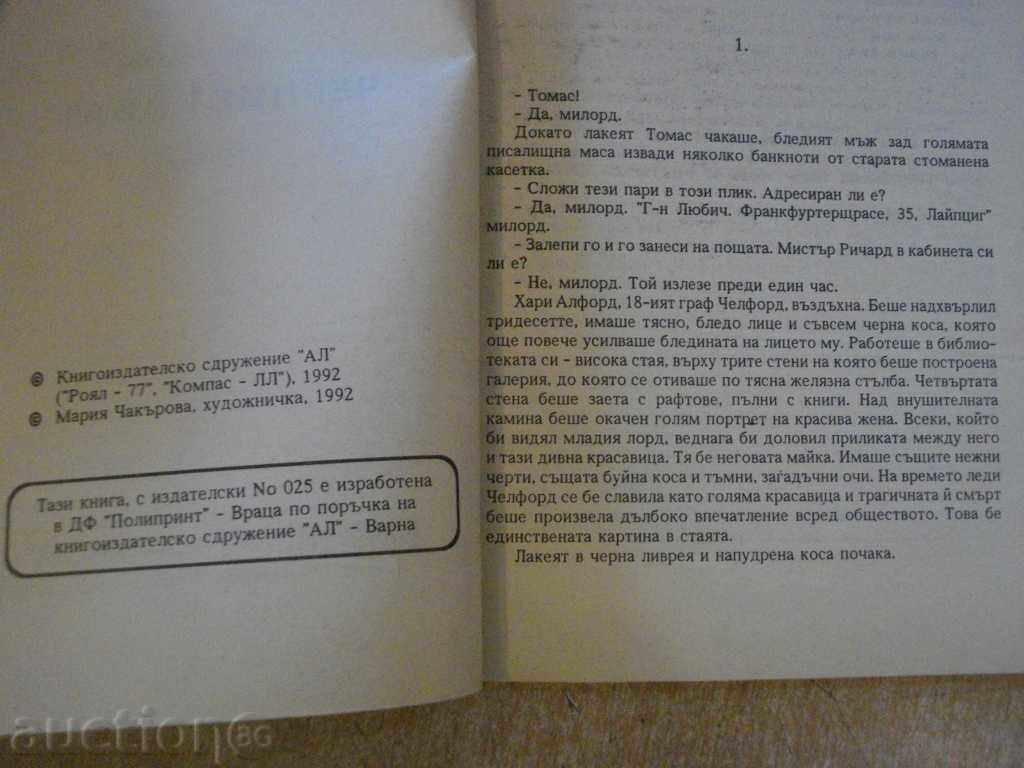 © Книгоиздателско сдружение "АЛ"
("Роял - 77", "Компас - ЛЛ"), 1992
© Мария Чакърова, художничка, 1992
Тази книга, с издателски No 025 е изработена
в ДФ "Полипринт" - Враца по поръчка на
книгоиздателско сдружение "АЛ" - Варна
1.
- Томас!
- Да, милорд.
Докато лакеят Томас чакаше, бледият мъж зад голямата
писалищна маса извади няколко банкноти от старата стоманена
касетка.
- Сложи тези пари в този плик. Адресиран ли е?
- Да, милорд. "Г-н Любич. Франкфуртерщрасе, 35, Лайпциг"
милорд.
- Залепи го и го занеси на пощата. Мистър Ричард в кабинета си
ли е?
- Не, милорд. Той излезе преди един час.
Хари Алфорд, 18-ият граф Челфорд, въздъхна. Беше надхвърлил
тридесетте, имаше тясно, бледо лице и съвсем черна коса, която
още повече усилваше бледината на лицето му. Работеше в библио-
теката си - висока стая, върху трите стени на която беше построена
галерия, до която се отиваше по тясна желязна стълба. Четвъртата
стена беше заета с рафтове, пълни с книги. Над внушителната
камина беше окачен голям портрет на красива жена. Всеки, който
би видял младия лорд, веднага би доловил приликата между него
и тази дивна красавица. Тя бе неговата майка. Имаше същите нежни
черти, същата буйна коса и тъмни, загадъчни очи. На времето леди
Челфорд се бе славила като голяма красавица и трагичната й смърт
беше произвела дълбоко впечатление всред обществото. Това бе
единствената картина в стаята.
Лакеят в черна ливрея и напудрена коса почака.
auction BG